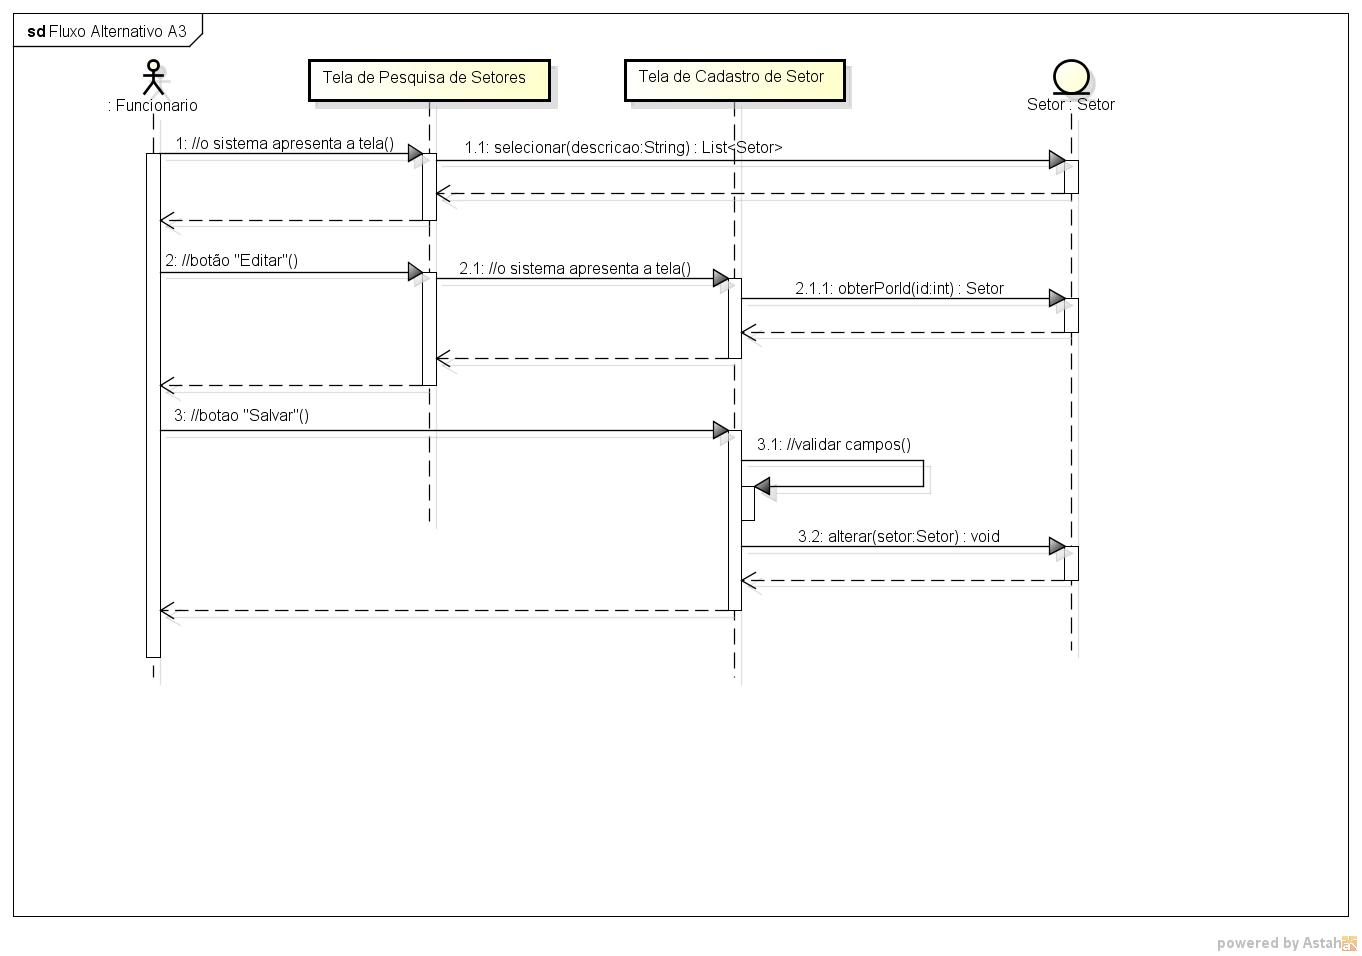 sd Fluxo Alternativo A3
Tela de Pesquisa de Setores
Tela de Cadastro de Setor
: Funcionario
Setor : Setor
1: //o sistema apresenta a tela()
1.1: selecionar(descricao:String) : List<Setor>
2: //botão "Editar"()
2.1: //o sistema apresenta a tela()
2.1.1: obterPorId(id:int) : Setor
3: //botao "Salvar"()
3.1: //validar campos()
3.2: alterar(setor:Setor) : void
powered by Astah